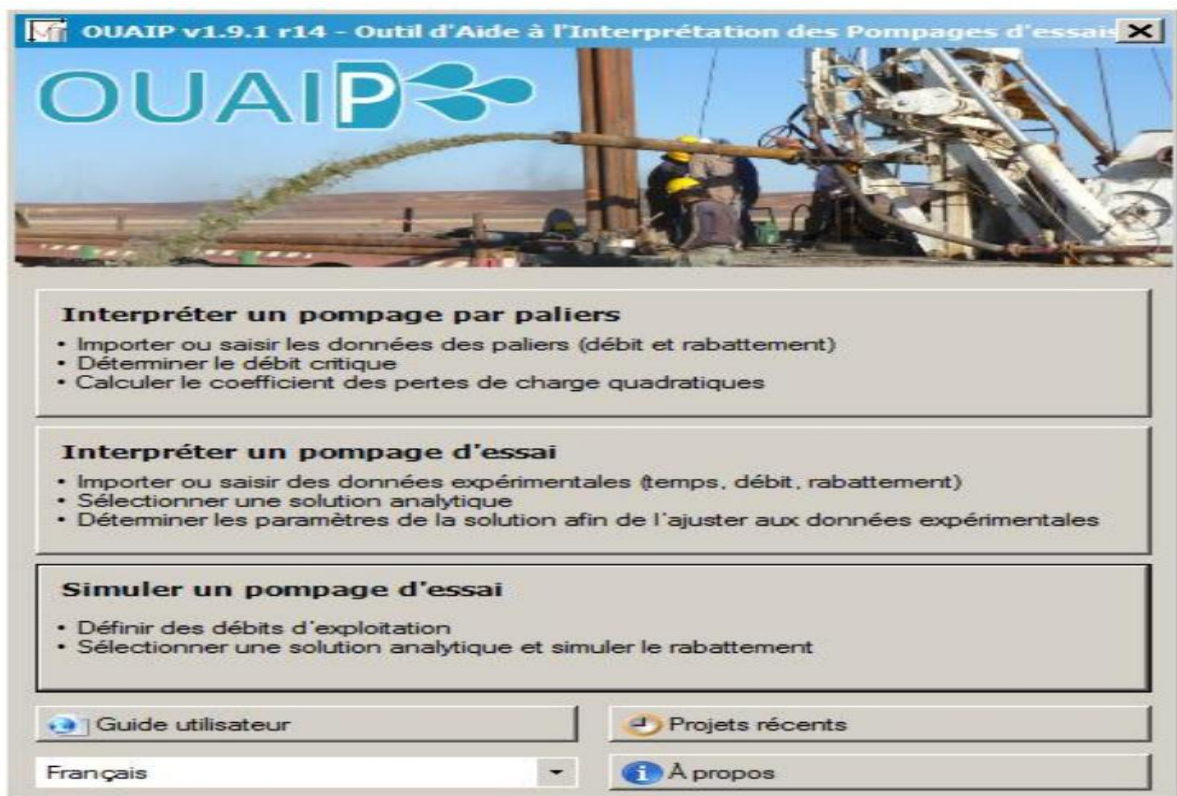 OUAIP v1.9.1 r14 - Outil d'Aide à l'Interprétation des Pompages d'essais
OUAIP
Interpréter un pompage par paliers
• Importer ou saisir les données des paliers (débit et rabattement)
• Déterminer le débit critique
• Calculer le coefficient des pertes de charge quadratiques
Interpréter un pompage d'essai
• Importer ou saisir des données expérimentales (temps, débit, rabattement)
• Sélectionner une solution analytique
• Déterminer les paramètres de la solution afin de l'ajuster aux données expérimentales
Simuler un pompage d'essai
• Définir des débits d'exploitation
• Sélectionner une solution analytique et simuler le rabattement
Guide utilisateur
Projets récents
Français
À propos